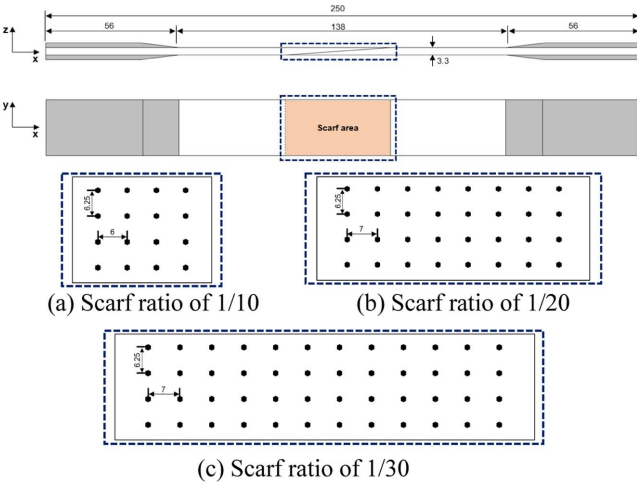 250
56 138 56
z
x
3.3
y
x
Scarf area
6.25
6
6.25
7
(a) Scarf ratio of 1/10 (b) Scarf ratio of 1/20
6.25
7
(c) Scarf ratio of 1/30